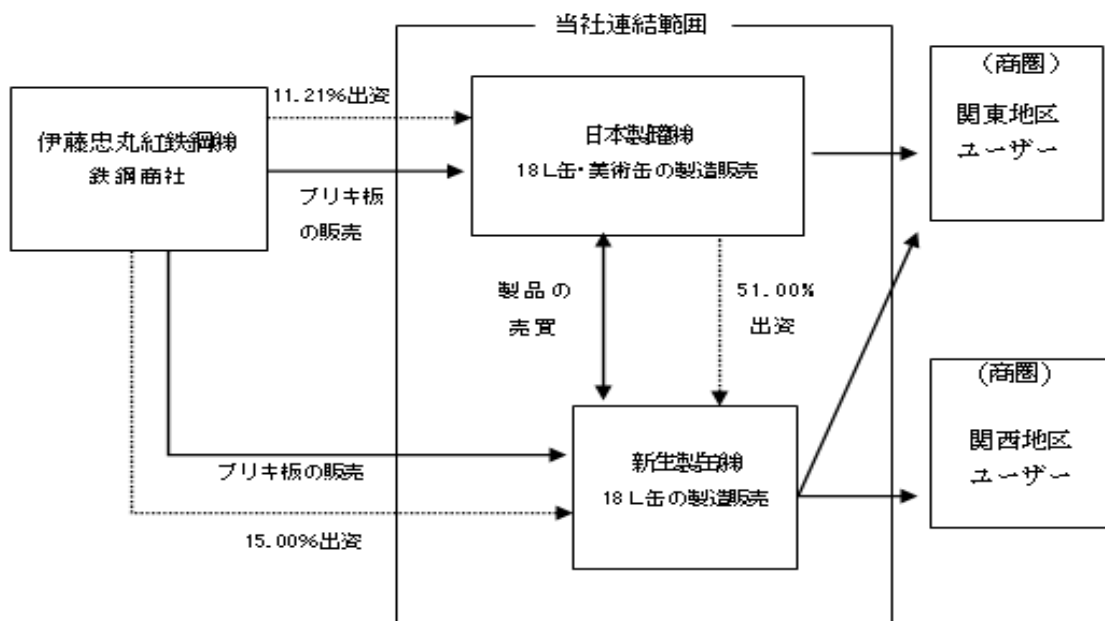 当社連結範囲
伊藤忠丸紅鉄鋼㈱
鉄鋼商社
11.21%出資
ブリキ板
の販売
日本製罐㈱
18L缶・美術缶の製造販売
(商圏)
関東地区
ユーザー
製品の
売買
51.00%
出資
新生製缶㈱
18L缶の製造販売
(商圏)
関西地区
ユーザー
ブリキ板の販売
15.00%出資